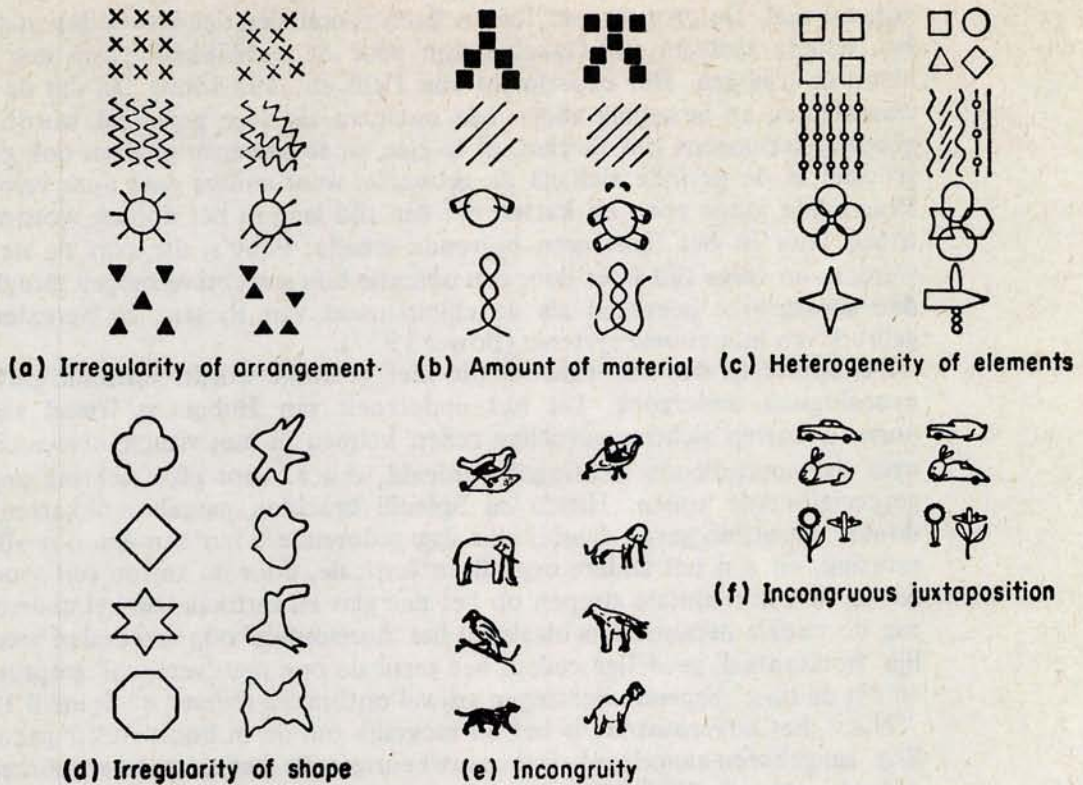 (a) Irregularity of arrangement
(b) Amount of material
(c) Heterogeneity of elements
(d) Irregularity of shape
(e) Incongruity
(f) Incongruous juxtaposition